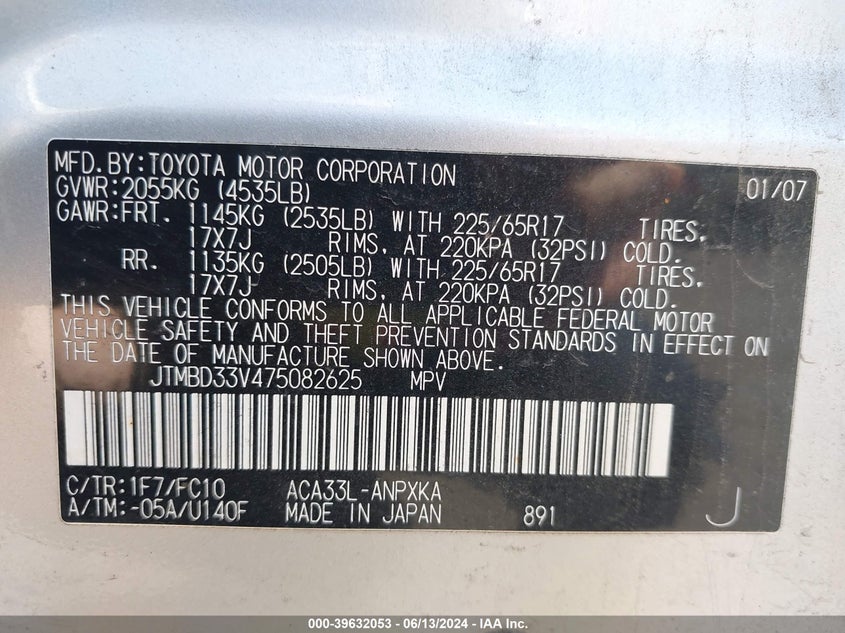 MFD.BY:TOYOTA MOTOR CORPORATION 01/07
GVWR:2055KG (4535LB)
GAWR:FRT. 1145KG (2535LB) WITH 225/65R17 TIRES,
17X7J RIMS, AT 220KPA (32PSI) COLD.
RR. 1135KG (2505LB) WITH 225/65R17 TIRES,
17X7J RIMS, AT 220KPA (32PSI) COLD.
THIS VEHICLE CONFORMS TO ALL APPLICABLE FEDERAL MOTOR
VEHICLE SAFETY AND THEFT PREVENTION STANDARDS IN EFFECT ON
THE DATE OF MANUFACTURE SHOWN ABOVE.
JTMBD33V475082625 MPV
C/TR:1F7/FC10 ACA33L-ANPXKA
A/TM:-05A/U140F MADE IN JAPAN 891 J
000-39632053 - 06/13/2024 - IAA Inc.